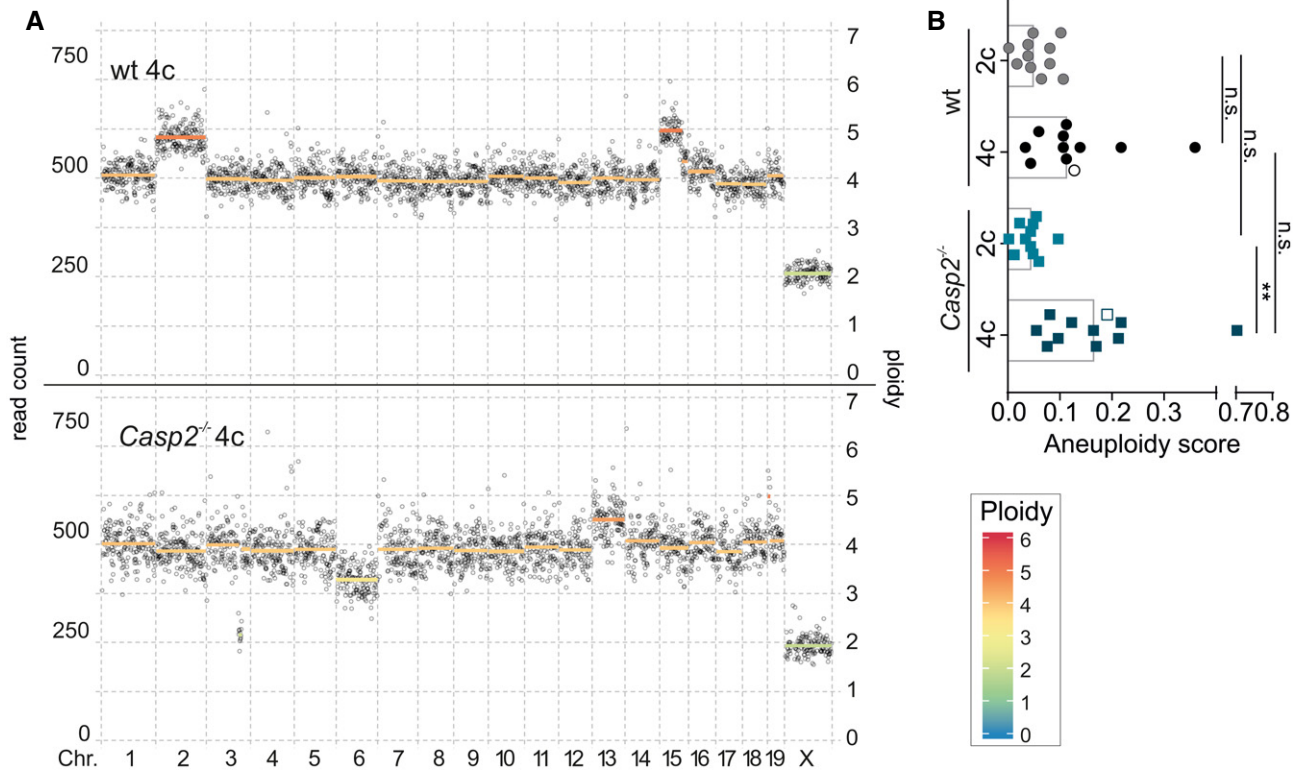 A
wt 4c
750
500
250
0
7
6
5
4
3
2
1
0
read count
ploidy
Casp2-/- 4c
750
500
250
0
7
6
5
4
3
2
1
0
Chr. 1 2 3 4 5 6 7 8 9 10 11 12 13 14 15 16 17 18 19 X
B
wt
2c
4c
Casp2-/-
2c
4c
n.s.
n.s.
n.s.
**
0.0 0.1 0.2 0.3 0.7 0.8
Aneuploidy score
Ploidy
6
5
4
3
2
1
0